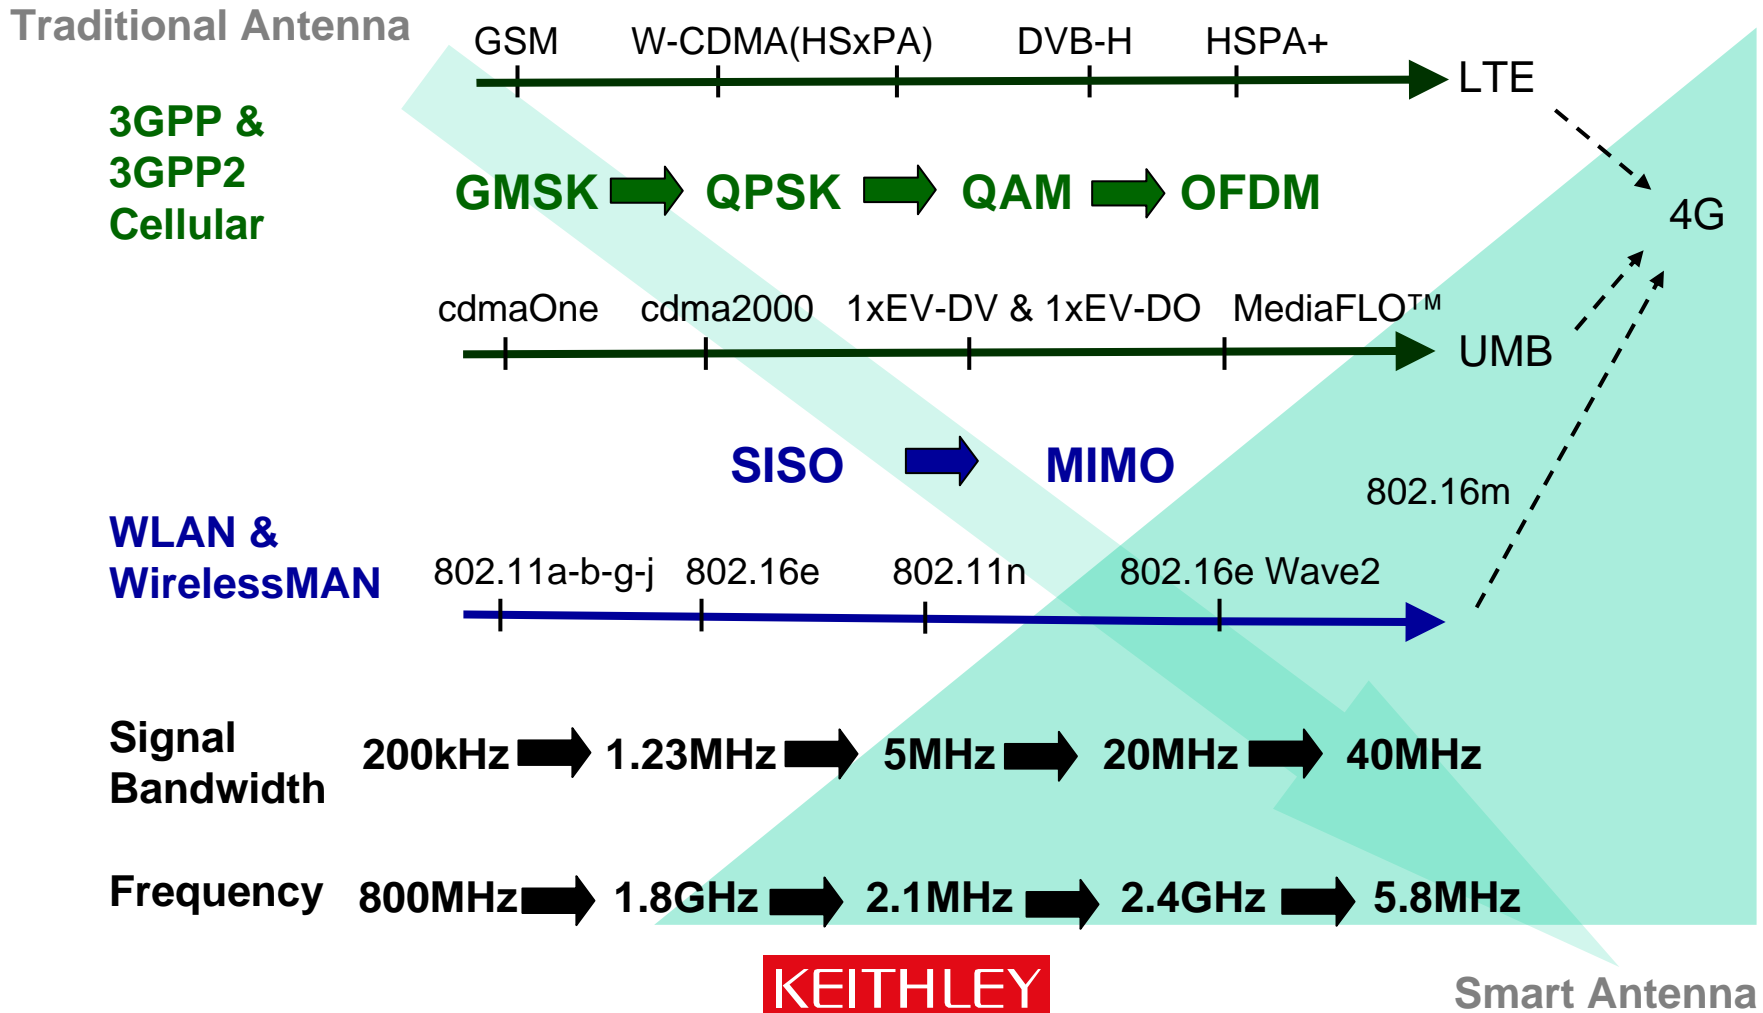 Traditional Antenna
GSM W-CDMA(HSxPA) DVB-H HSPA+
LTE
3GPP &
3GPP2
Cellular
GMSK QPSK QAM OFDM
4G
cdmaOne cdma2000 1xEV-DV & 1xEV-DO MediaFLO™
UMB
SISO MIMO
802.16m
WLAN &
WirelessMAN
802.11a-b-g-j 802.16e 802.11n 802.16e Wave2
Signal
Bandwidth
200kHz 1.23MHz 5MHz 20MHz 40MHz
Frequency 800MHz 1.8GHz 2.1MHz 2.4GHz 5.8MHz
KEITHLEY
Smart Antenna